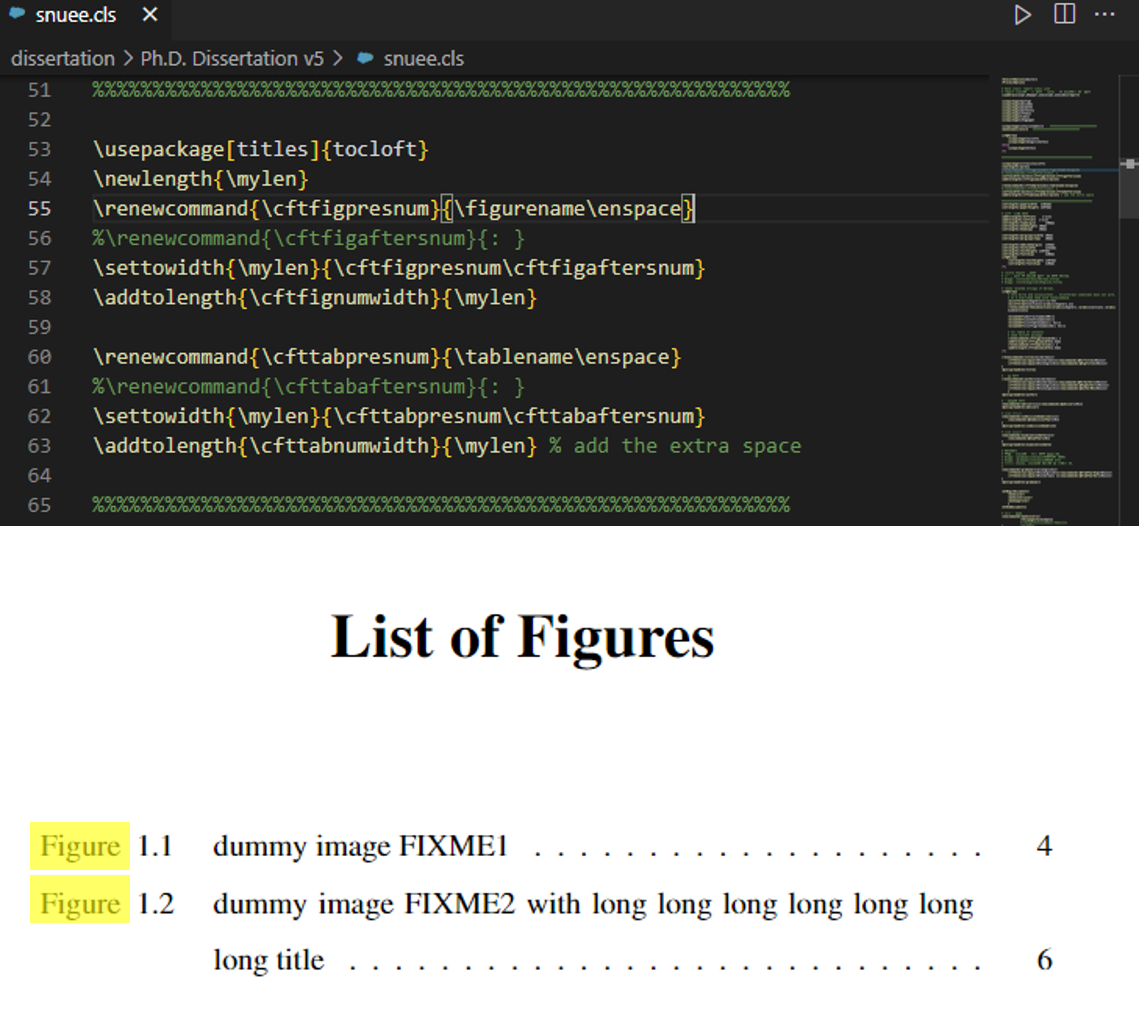 snuee.cls
dissertation > Ph.D. Dissertation v5 > snuee.cls
51 %%%%%%%%%%%%%%%%%%%%%%%%%%%%%%%%%%%%%%%%%%%%%%%%%%%%%%%%%%
52
53 \usepackage[titles]{tocloft}
54 \newlength{\mylen}
55 \renewcommand{\cftfigpresnum}{\figurename\enspace}
56 %\renewcommand{\cftfigaftersnum}{: }
57 \settowidth{\mylen}{\cftfigpresnum\cftfigaftersnum}
58 \addtolength{\cftfignumwidth}{\mylen}
59
60 \renewcommand{\cfttabpresnum}{\tablename\enspace}
61 %\renewcommand{\cfttabaftersnum}{: }
62 \settowidth{\mylen}{\cfttabpresnum\cfttabaftersnum}
63 \addtolength{\cfttabnumwidth}{\mylen} % add the extra space
64
65 %%%%%%%%%%%%%%%%%%%%%%%%%%%%%%%%%%%%%%%%%%%%%%%%%%%%%%%%%%
List of Figures
Figure 1.1 dummy image FIXME1 . . . . . . . . . . . . . . . . . . . . 4
Figure 1.2 dummy image FIXME2 with long long long long long long
long title . . . . . . . . . . . . . . . . . . . . . . . . . . . . 6